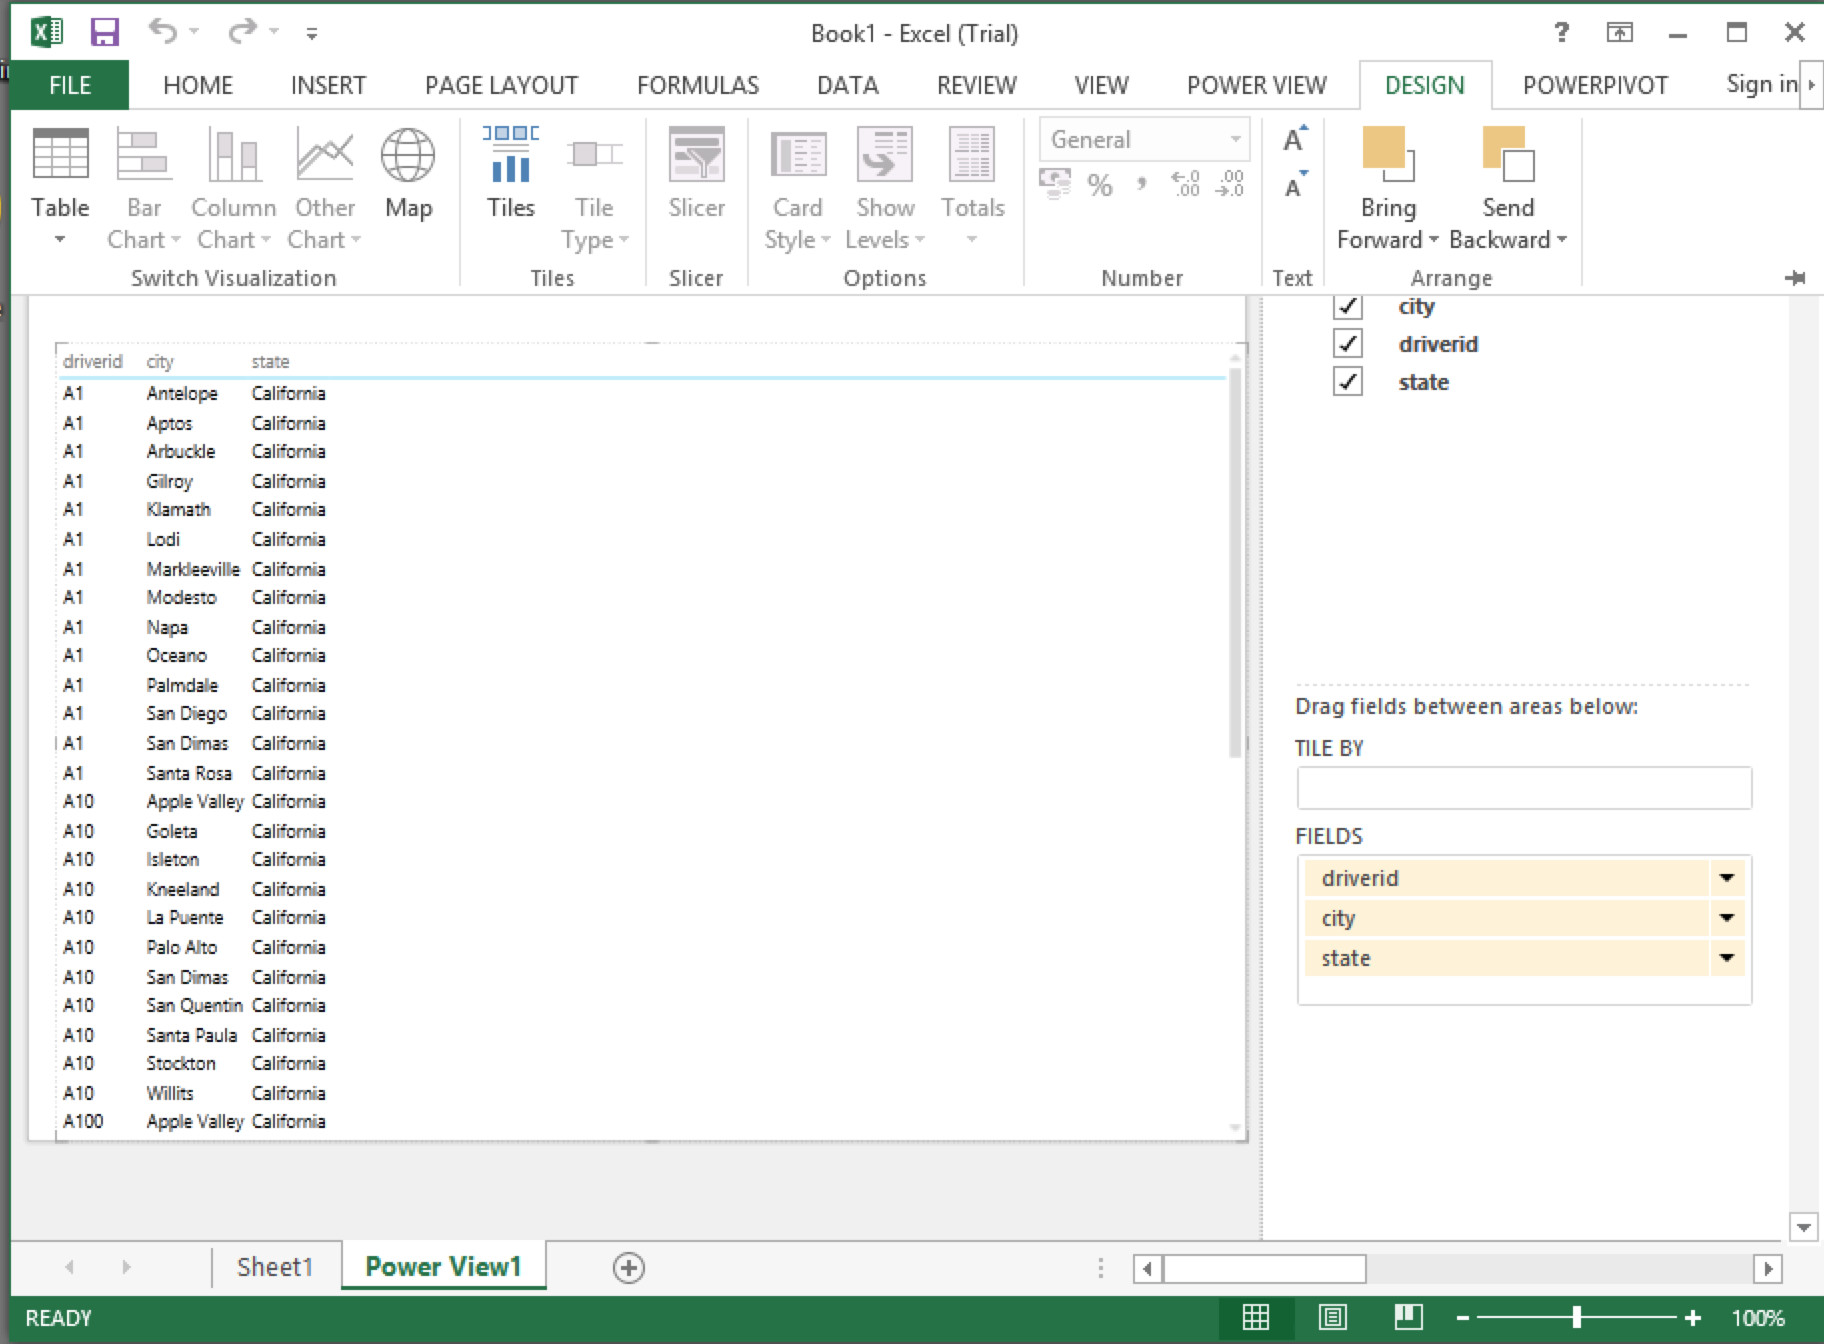 Book1 - Excel (Trial)
?
FILE HOME INSERT PAGE LAYOUT FORMULAS DATA REVIEW VIEW POWER VIEW DESIGN POWERPIVOT Sign in
General
Table Bar Chart Column Chart Other Chart Map Tiles Tile Type Slicer Card Style Show Levels Totals % , .0 .00 .00 .0 A A Bring Forward Send Backward
Switch Visualization Tiles Slicer Options Number Text Arrange
driverid city state
A1 Antelope California
A1 Aptos California
A1 Arbuckle California
A1 Gilroy California
A1 Klamath California
A1 Lodi California
A1 Markleeville California
A1 Modesto California
A1 Napa California
A1 Oceano California
A1 Palmdale California
A1 San Diego California
A1 San Dimas California
A1 Santa Rosa California
A10 Apple Valley California
A10 Goleta California
A10 Isleton California
A10 Kneeland California
A10 La Puente California
A10 Palo Alto California
A10 San Dimas California
A10 San Quentin California
A10 Santa Paula California
A10 Stockton California
A10 Willits California
A100 Apple Valley California
city
driverid
state
Drag fields between areas below:
TILE BY
FIELDS
driverid
city
state
Sheet1 Power View1
READY
100%